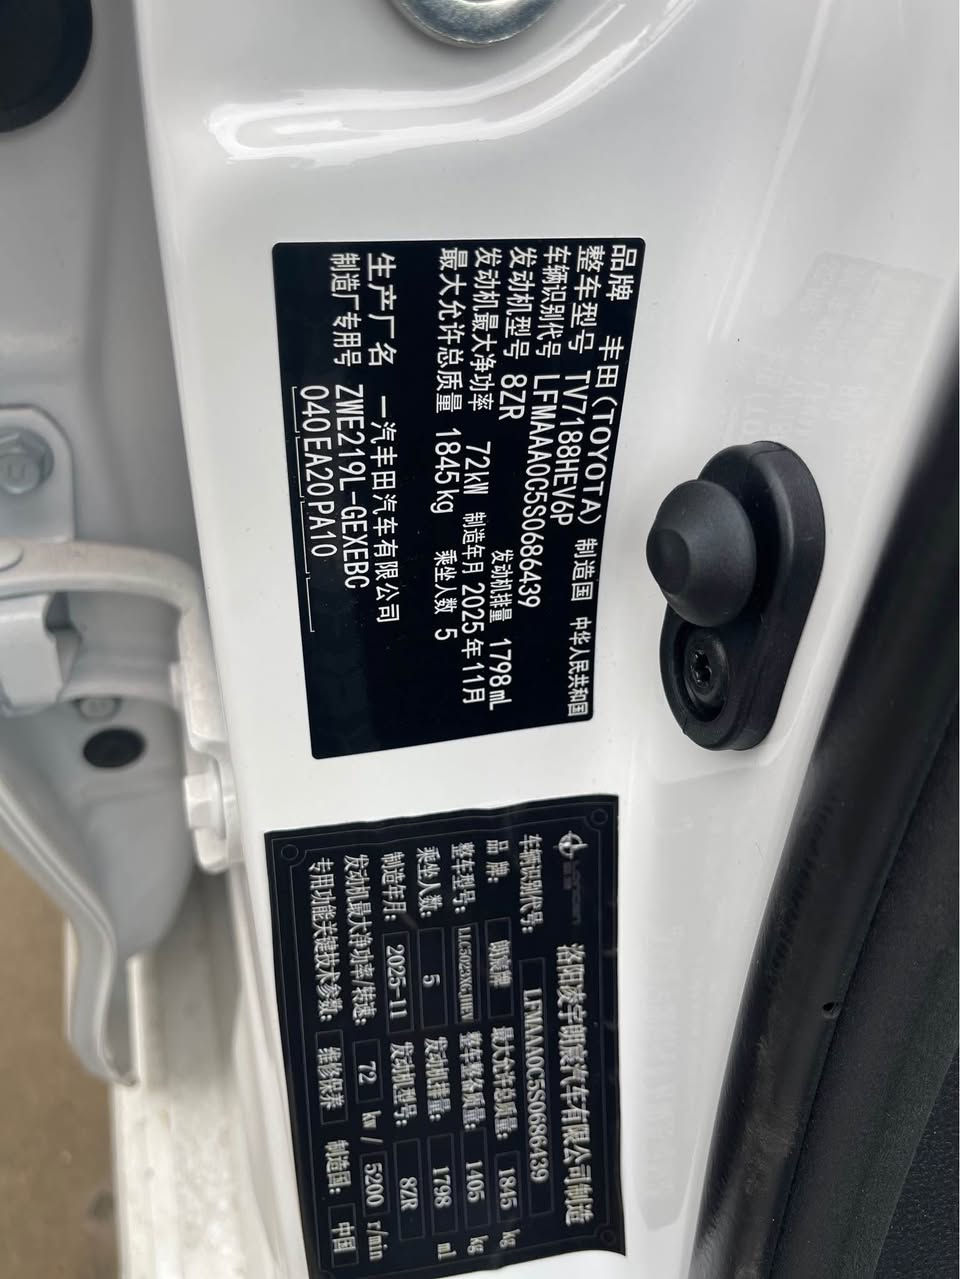 品牌 丰田(TOYOTA) 制造国 中华人民共和国
整车型号 TV7188HEV6P
车辆识别代号 LFMAAA0C5S0686439
发动机型号 8ZR 发动机排量 1798mL
发动机最大净功率 72kW 制造年月 2025年11月
最大允许总质量 1845kg 乘坐人数 5
生产厂名 一汽丰田汽车有限公司
制造厂专用号 ZWE219L-GEXEBC
040EA20PA10
洛阳凌宇朗宸汽车有限公司制造
车辆识别代号: LFMAAA0C5S0686439
品 牌: 朗宸牌 最大允许总质量: 1845 kg
整车型号: LLC5023XGJHEV 整车整备质量: 1405 kg
乘坐人数: 5 发动机排量: 1798 ml
制造年月: 2025-11 发动机型号: 8ZR
发动机最大净功率/转速: 72 kw / 5200 r/min
专用功能关键技术参数: 维修保养 制造国: 中国